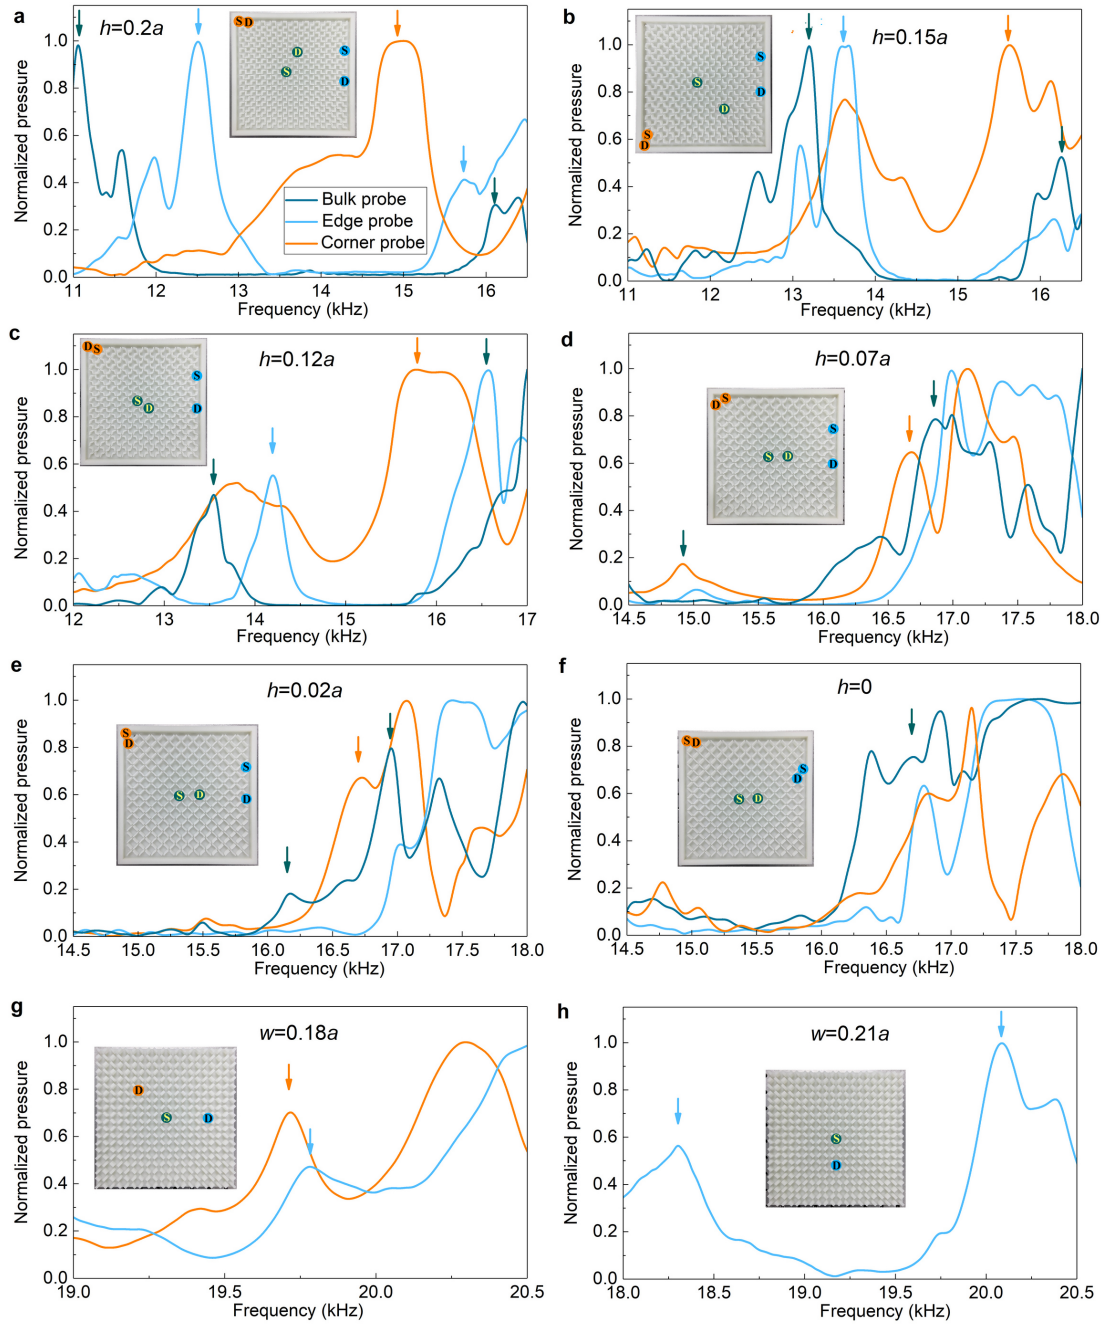 a
h=0.2a
Normalized pressure
1.0
0.8
0.6
0.4
0.2
0.0
S D
D
S
S
D
Bulk probe
Edge probe
Corner probe
11 12 13 14 15 16
Frequency (kHz)
b
h=0.15a
Normalized pressure
1.0
0.8
0.6
0.4
0.2
0.0
S
S
D
D
S
D
11 12 13 14 15 16
Frequency (kHz)
c
h=0.12a
Normalized pressure
1.0
0.8
0.6
0.4
0.2
0.0
D S
S
S
D
D
12 13 14 15 16 17
Frequency (kHz)
d
h=0.07a
Normalized pressure
1.0
0.8
0.6
0.4
0.2
0.0
S
D
S
S D
D
14.5 15.0 15.5 16.0 16.5 17.0 17.5 18.0
Frequency (kHz)
e
h=0.02a
Normalized pressure
1.0
0.8
0.6
0.4
0.2
0.0
S
D
S
S D
D
14.5 15.0 15.5 16.0 16.5 17.0 17.5 18.0
Frequency (kHz)
f
h=0
Normalized pressure
1.0
0.8
0.6
0.4
0.2
0.0
S D
S
D
S D
14.5 15.0 15.5 16.0 16.5 17.0 17.5 18.0
Frequency (kHz)
g
w=0.18a
Normalized pressure
1.0
0.8
0.6
0.4
0.2
0.0
D
S D
19.0 19.5 20.0 20.5
Frequency (kHz)
h
w=0.21a
Normalized pressure
1.0
0.8
0.6
0.4
0.2
0.0
S
D
18.0 18.5 19.0 19.5 20.0 20.5
Frequency (kHz)